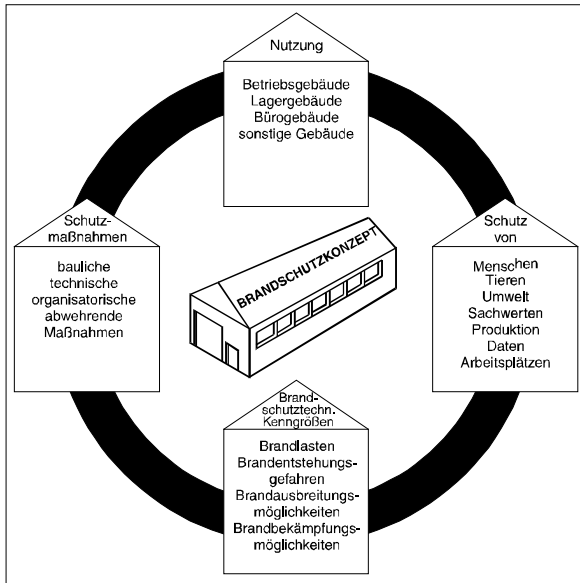 Nutzung
Betriebsgebäude
Lagergebäude
Bürogebäude
sonstige Gebäude
Schutz-
maßnahmen
bauliche
technische
organisatorische
abwehrende
Maßnahmen
BRANDSCHUTZKONZEPT
Schutz
von
Menschen
Tieren
Umwelt
Sachwerten
Produktion
Daten
Arbeitsplätzen
Brand-
schutztechn.
Kenngrößen
Brandlasten
Brandentstehungs-
gefahren
Brandausbreitungs-
möglichkeiten
Brandbekämpfungs-
möglichkeiten